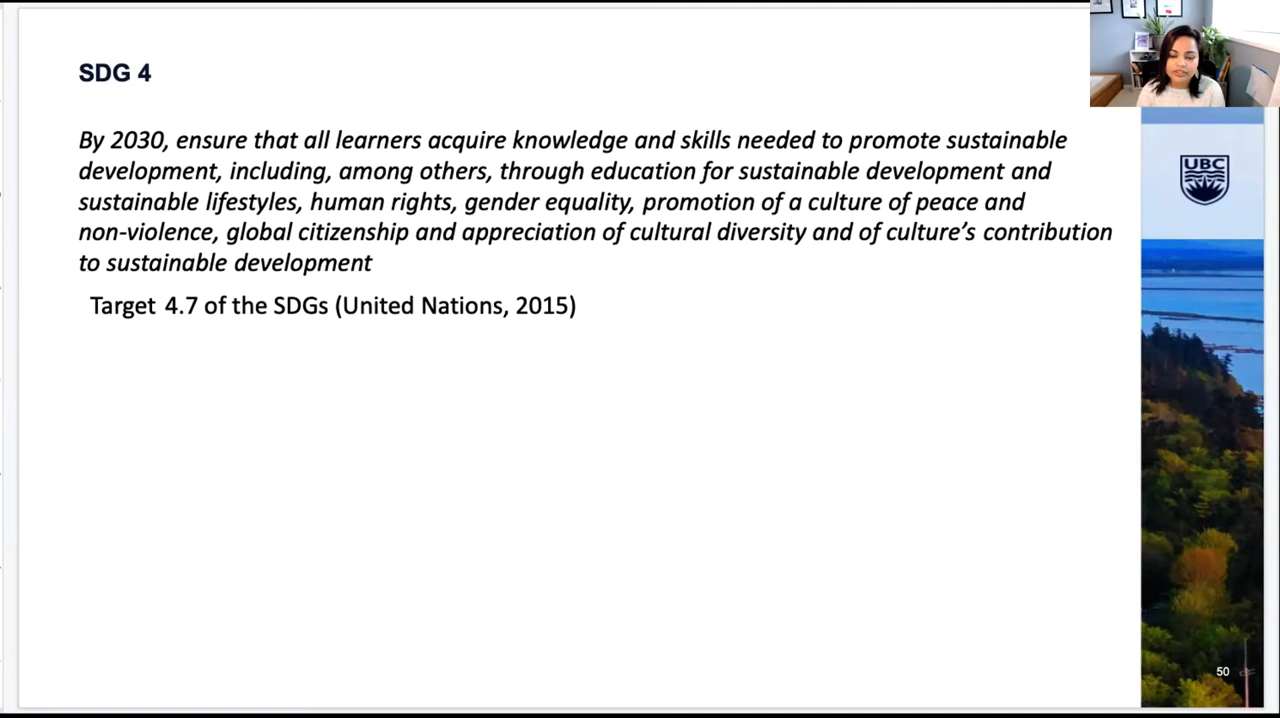 SDG 4
By 2030, ensure that all learners acquire knowledge and skills needed to promote sustainable
development, including, among others, through education for sustainable development and
sustainable lifestyles, human rights, gender equality, promotion of a culture of peace and
non-violence, global citizenship and appreciation of cultural diversity and of culture’s contribution
to sustainable development
Target 4.7 of the SDGs (United Nations, 2015)
UBC
50